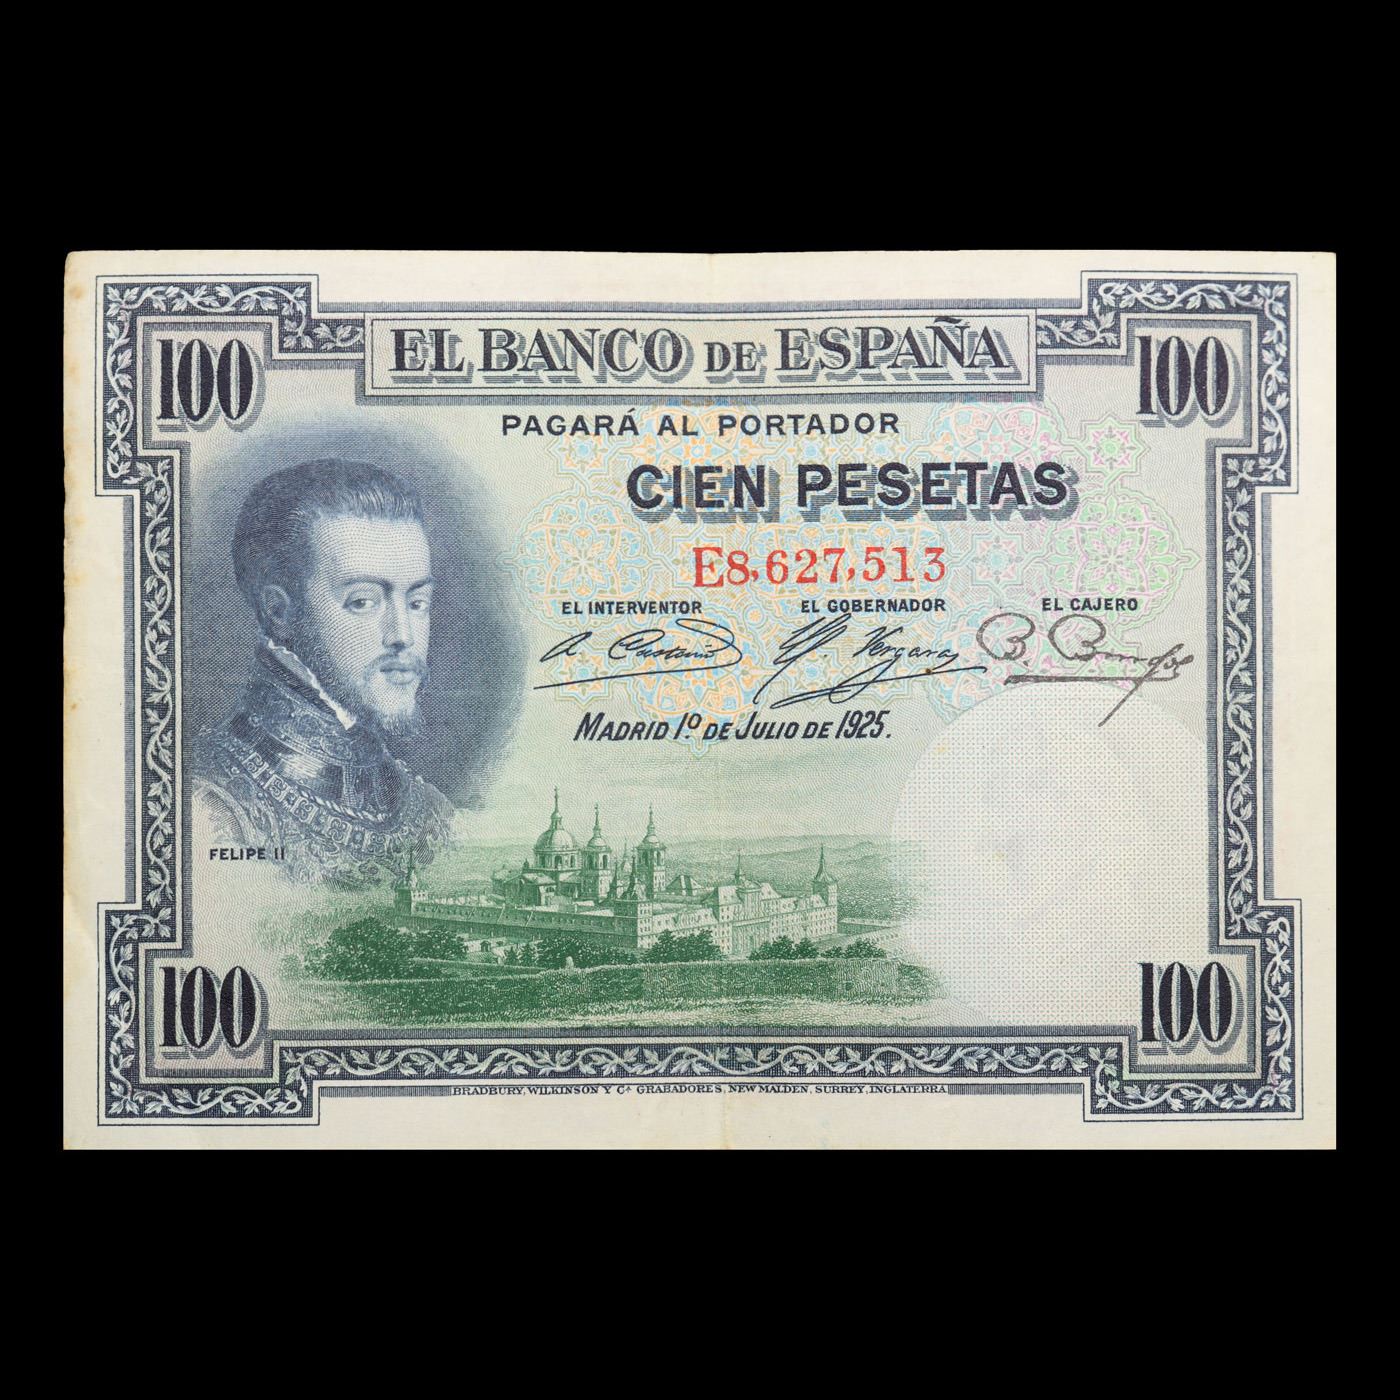 100 EL BANCO DE ESPAÑA 100
PAGARÁ AL PORTADOR
CIEN PESETAS
E8,627,513
EL INTERVENTOR EL GOBERNADOR EL CAJERO
MADRID 1º DE JULIO DE 1925.
FELIPE II
100 100
BRADBURY, WILKINSON Y Cª GRABADORES, NEW MALDEN, SURREY, INGLATERRA